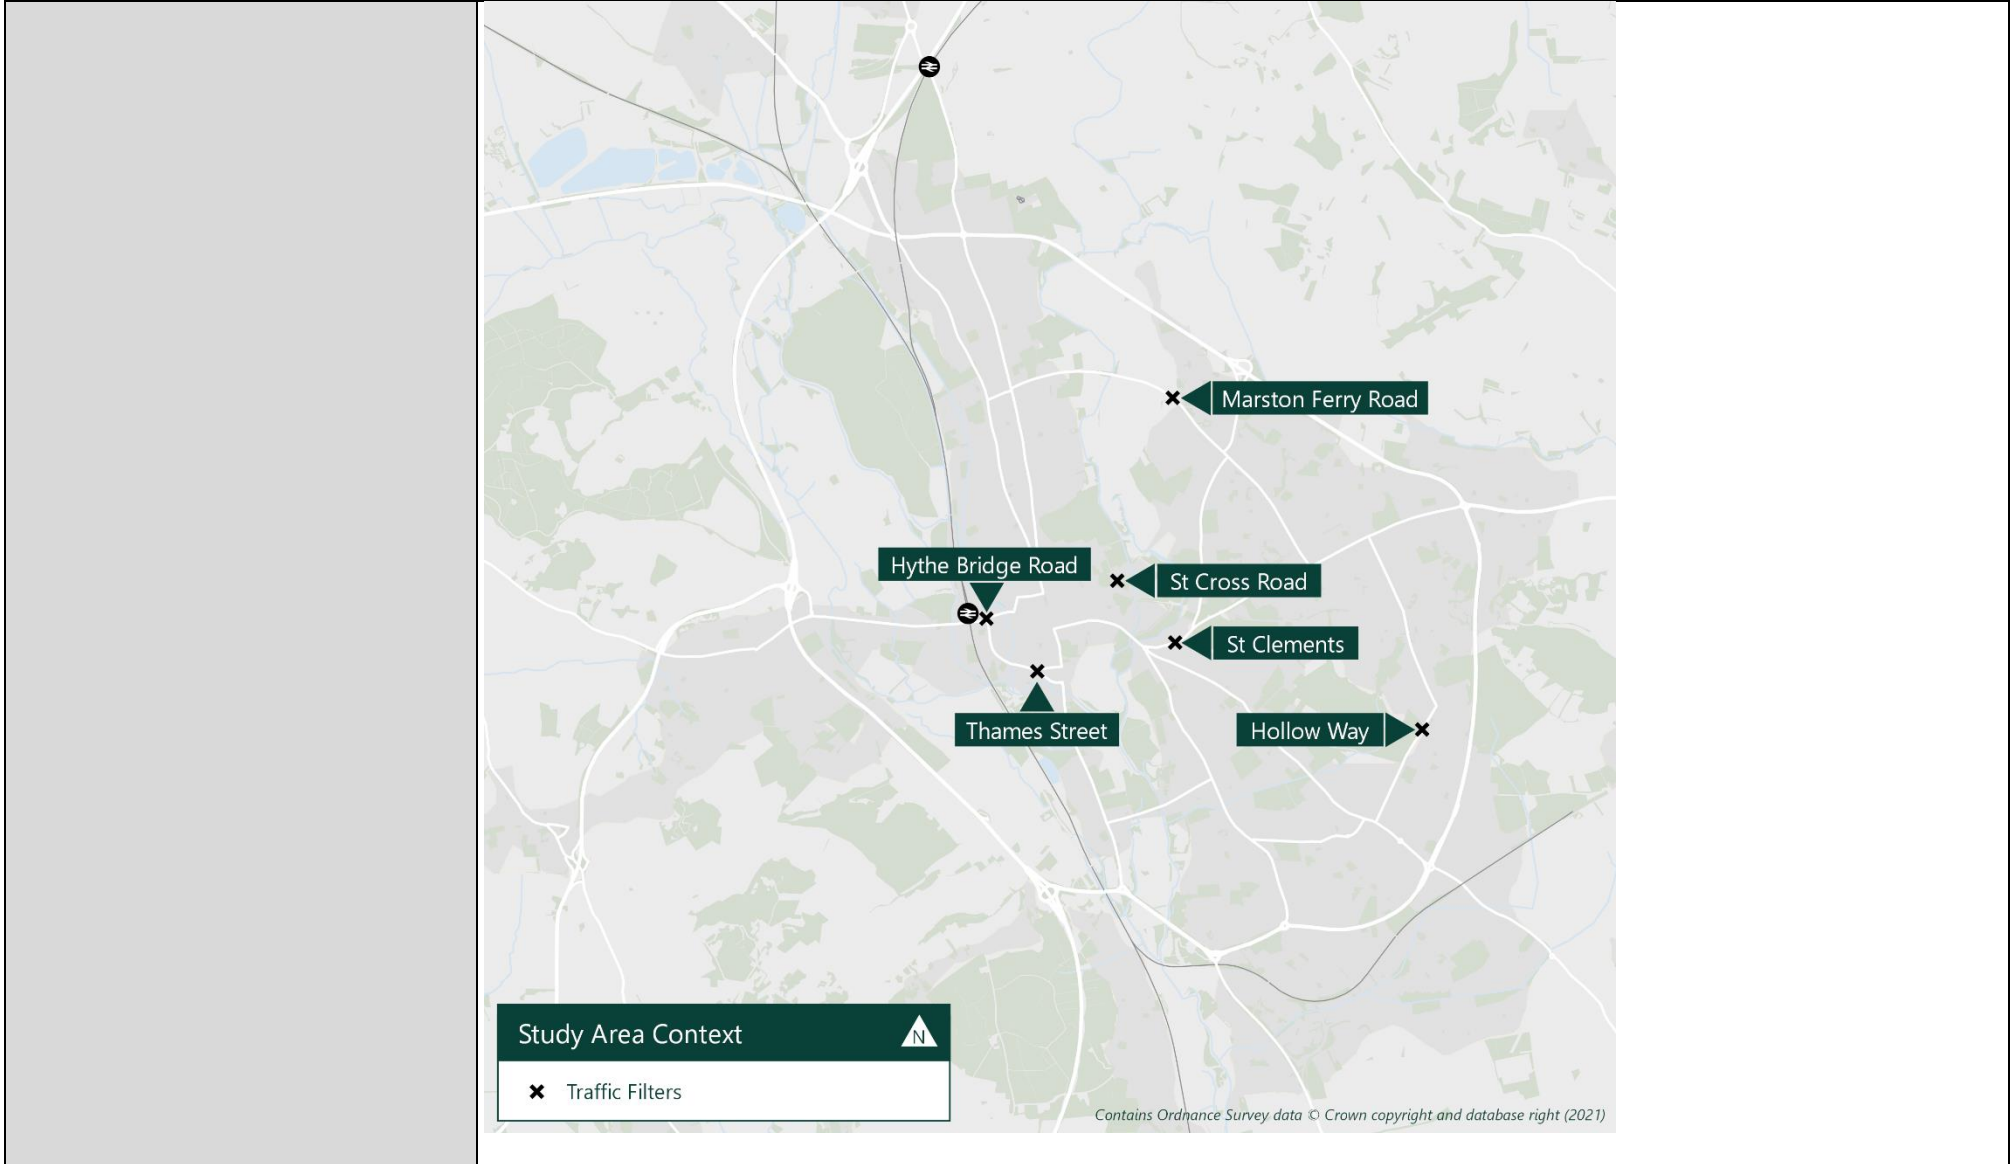 Marston Ferry Road
Hythe Bridge Road
St Cross Road
St Clements
Thames Street
Hollow Way
Study Area Context
N
Traffic Filters
Contains Ordnance Survey data © Crown copyright and database right (2021)